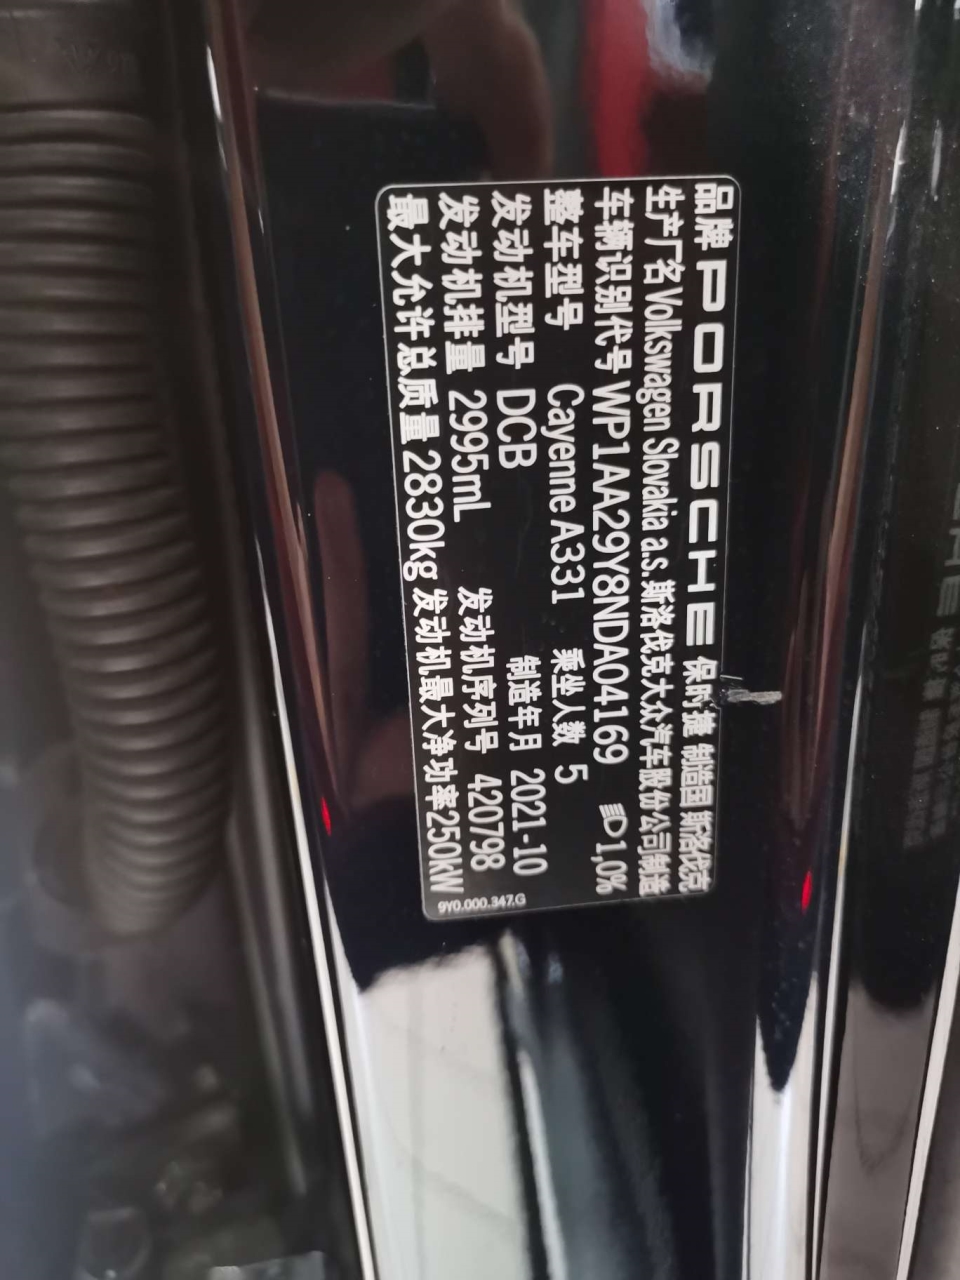 品牌 PORSCHE 保时捷 制造国 斯洛伐克
生产厂名 Volkswagen Slovakia a.s. 斯洛伐克大众汽车股份公司制造
车辆识别代号 WP1AA29Y8NDA04169 1,0%
整车型号 Cayenne A331 乘坐人数 5
发动机型号 DCB 制造年月 2021-10
发动机排量 2995mL 发动机序列号 420798
最大允许总质量 2830kg 发动机最大净功率 250KW
9Y0.000.347.G